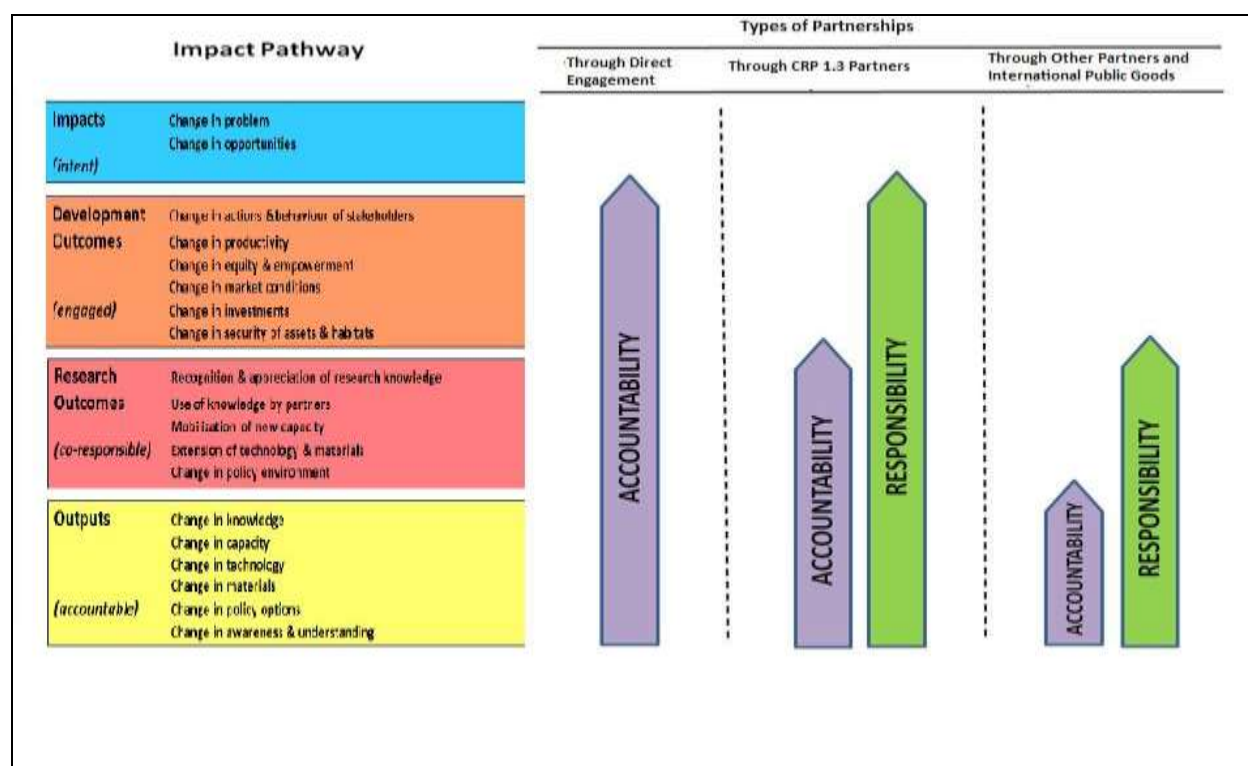 Impact Pathway
Types of Partnerships
Through Direct
Engagement
Through CRP 1.3 Partners
Through Other Partners and
International Public Goods
Impacts
(intent)
Change in problem
Change in opportunities
Development
Outcomes
(engaged)
Change in actions & behaviour of stakeholders
Change in productivity
Change in equity & empowerment
Change in market conditions
Change in investments
Change in security of assets & habitats
Research
Outcomes
(co-responsible)
Recognition & appreciation of research knowledge
Use of knowledge by partners
Mobilisation of new capacity
Extension of technology & materials
Change in policy environment
Outputs
(accountable)
Change in knowledge
Change in capacity
Change in technology
Change in materials
Change in policy options
Change in awareness & understanding
ACCOUNTABILITY
ACCOUNTABILITY
RESPONSIBILITY
ACCOUNTABILITY
RESPONSIBILITY